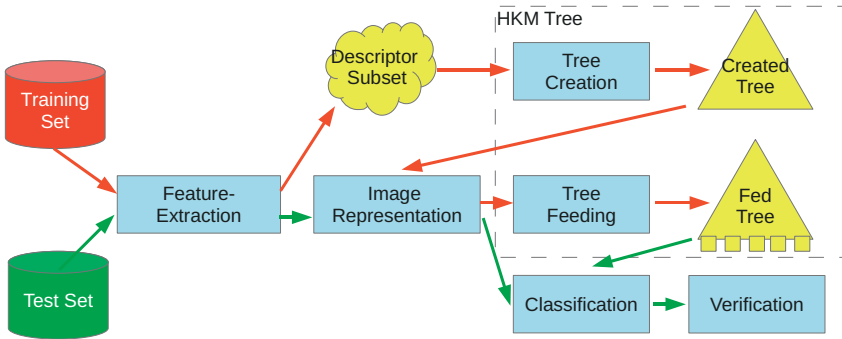 HKM Tree
Descriptor
Subset
Tree
Creation
Created
Tree
Training
Set
Feature-
Extraction
Image
Representation
Tree
Feeding
Fed
Tree
Test Set
Classification
Verification